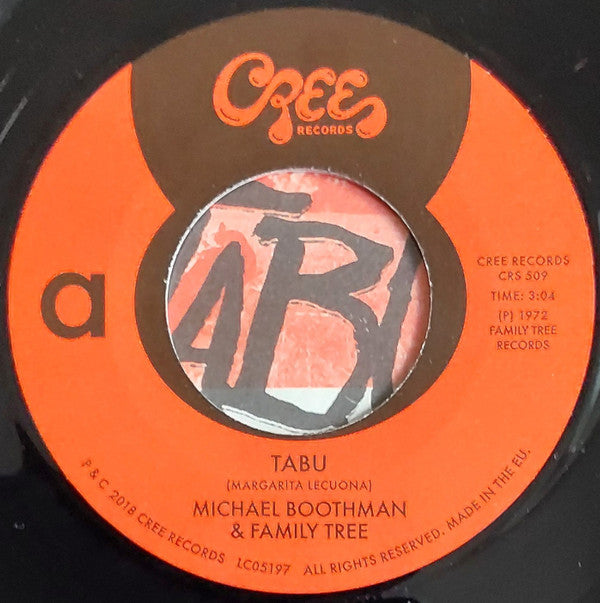 CREE
RECORDS
a
CREE RECORDS
CRS 509
TIME: 3:04
(P) 1972
FAMILY TREE
RECORDS
TABU
(MARGARITA LECUONA)
MICHAEL BOOTHMAN
& FAMILY TREE
P & C 2018 CREE RECORDS LC05197 ALL RIGHTS RESERVED. MADE IN THE EU.